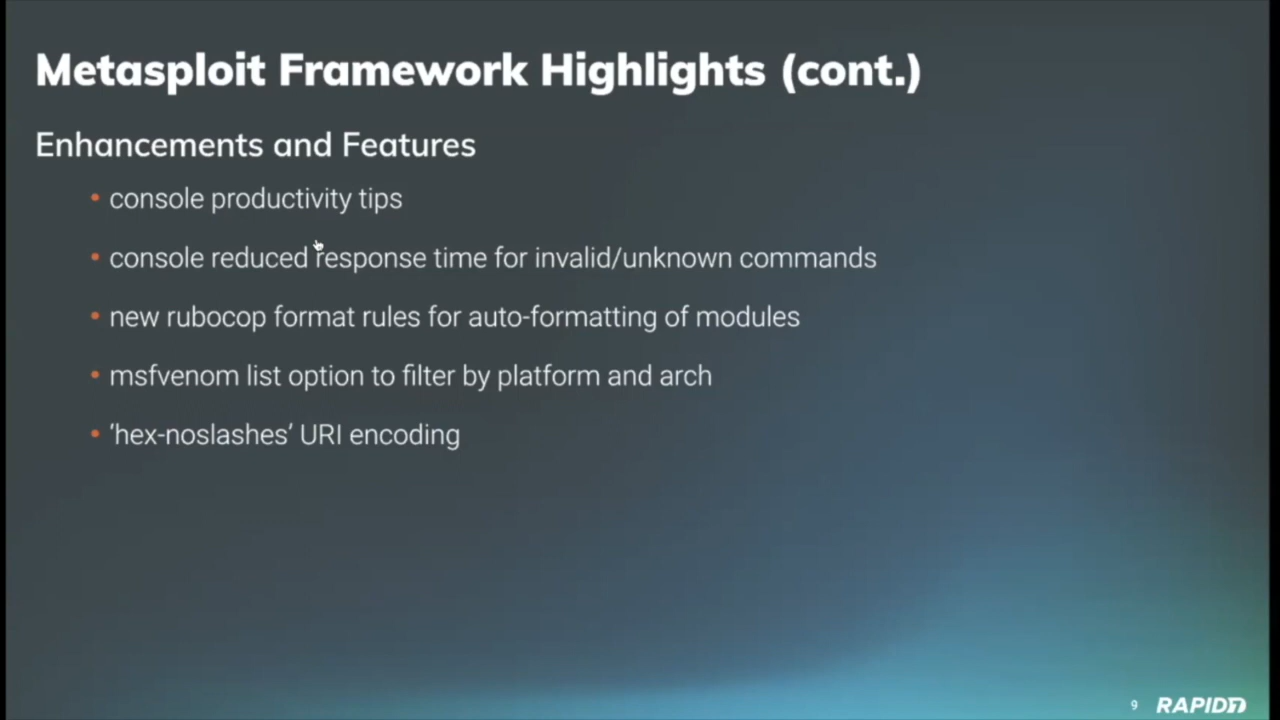 Metasploit Framework Highlights (cont.)
Enhancements and Features
• console productivity tips
• console reduced response time for invalid/unknown commands
• new rubocop format rules for auto-formatting of modules
• msfvenom list option to filter by platform and arch
• ‘hex-noslashes’ URI encoding
9 RAPID7